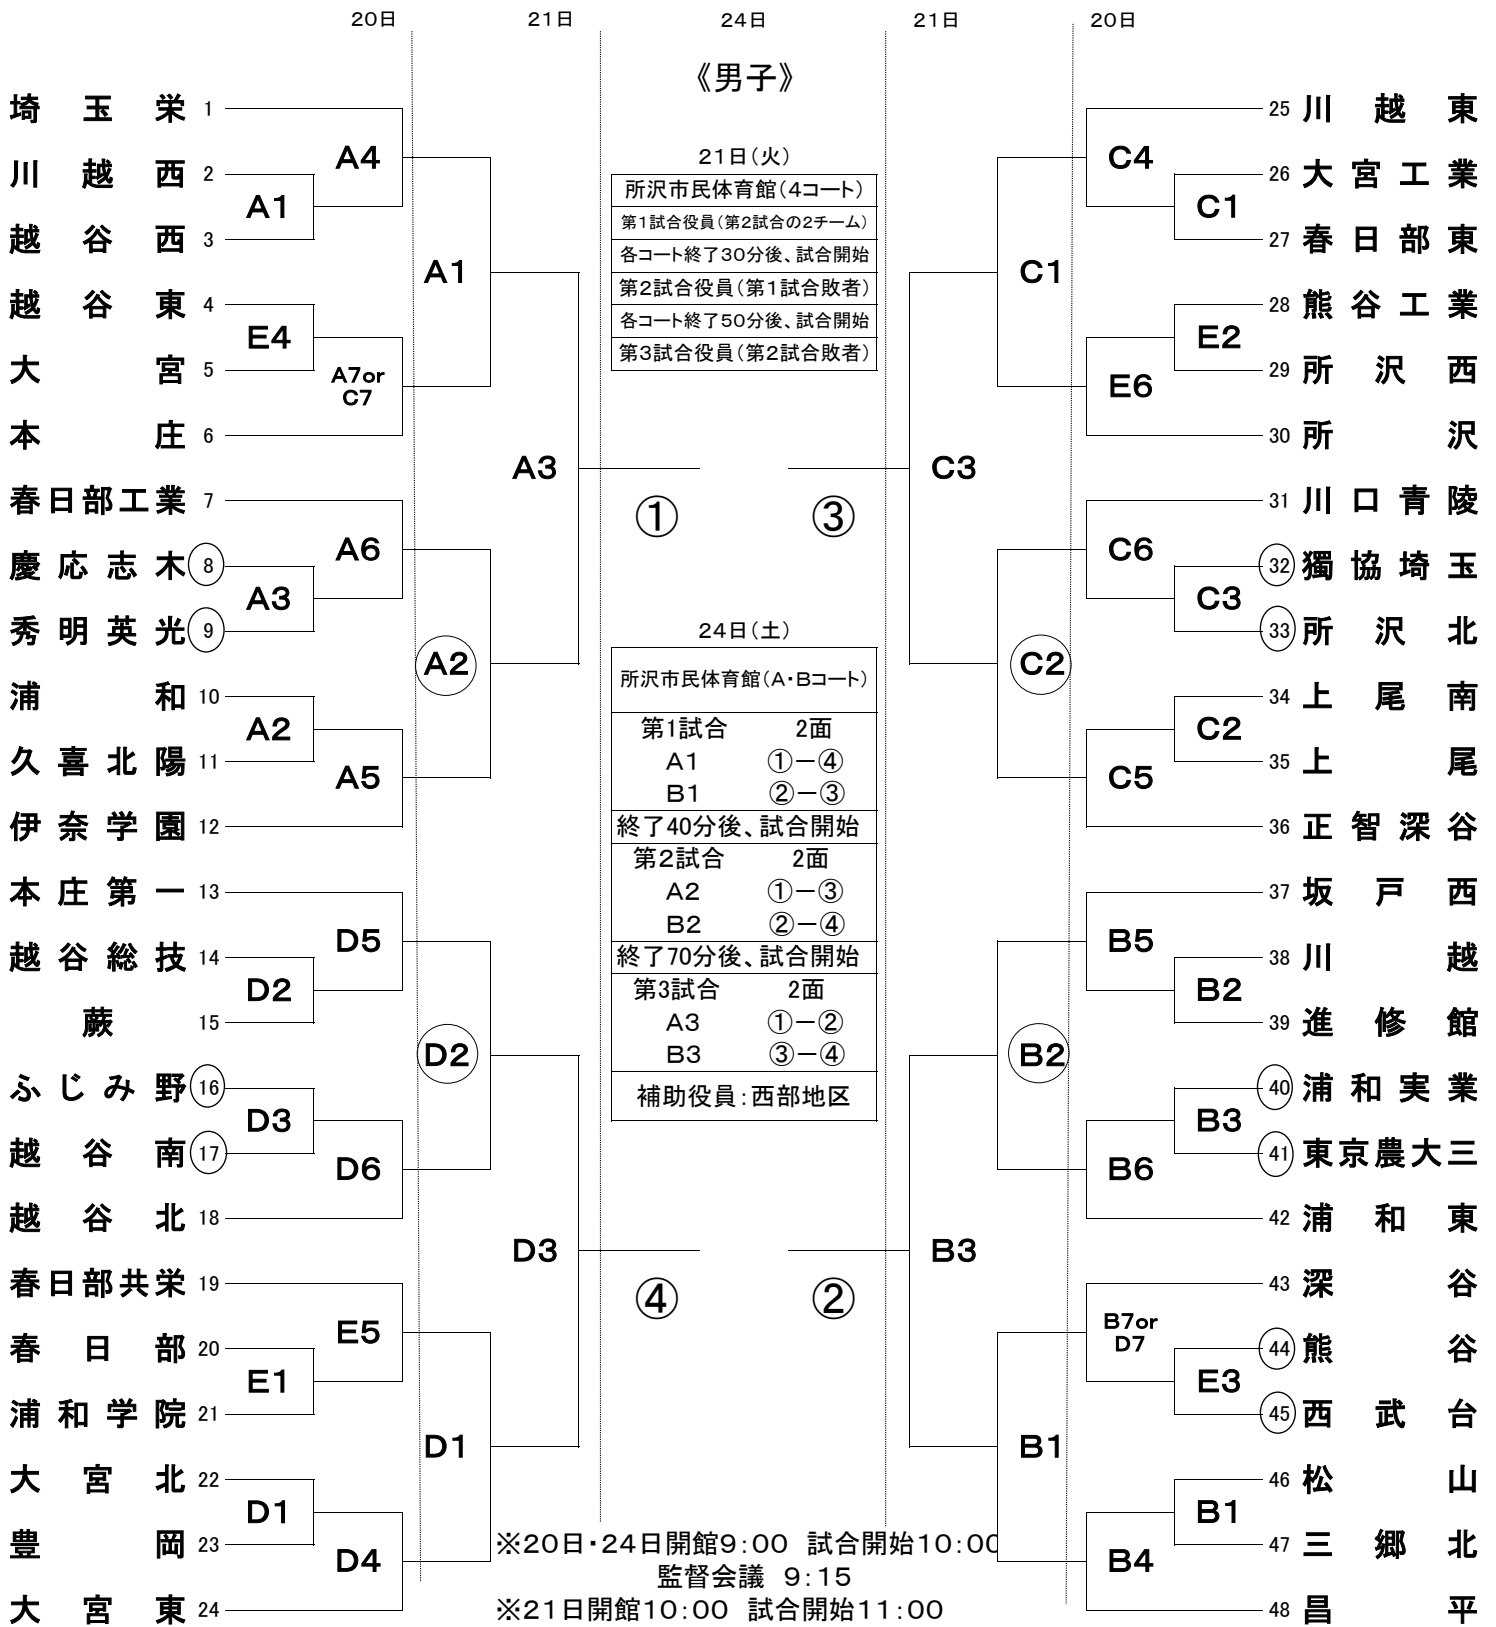 20日 21日 24日 21日 20日
《男子》
埼玉栄 1
川越西 2
越谷西 3
越谷東 4
大宮 5
本庄 6
春日部工業 7
慶応志木 8
秀明英光 9
浦和 10
久喜北陽 11
伊奈学園 12
本庄第一 13
越谷総技 14
蕨 15
ふじみ野 16
越谷南 17
越谷北 18
春日部共栄 19
春日部 20
浦和学院 21
大宮北 22
豊岡 23
大宮東 24
A4
A1
E4
A7or
C7
A6
A3
A2
A5
D5
D2
D3
D6
E5
E1
D1
D4
A1
A2
D2
D1
A3
D3
①
④
21日(火)
所沢市民体育館(4コート)
第1試合役員(第2試合の2チーム)
各コート終了30分後、試合開始
第2試合役員(第1試合敗者)
各コート終了50分後、試合開始
第3試合役員(第2試合敗者)
24日(土)
所沢市民体育館(A・Bコート)
第1試合 2面
A1 ①－④
B1 ②－③
終了40分後、試合開始
第2試合 2面
A2 ①－③
B2 ②－④
終了70分後、試合開始
第3試合 2面
A3 ①－②
B3 ③－④
補助役員:西部地区
③
②
C3
B3
C1
C2
B2
B1
C4
C1
E2
E6
C6
C3
C2
C5
B5
B2
B3
B6
B7or
D7
E3
B1
B4
25 川越東
26 大宮工業
27 春日部東
28 熊谷工業
29 所沢西
30 所沢
31 川口青陵
32 獨協埼玉
33 所沢北
34 上尾南
35 上尾
36 正智深谷
37 坂戸西
38 川越
39 進修館
40 浦和実業
41 東京農大三
42 浦和東
43 深谷
44 熊谷
45 西武台
46 松山
47 三郷北
48 昌平
※20日・24日開館9:00 試合開始10:00
監督会議 9:15
※21日開館10:00 試合開始11:00